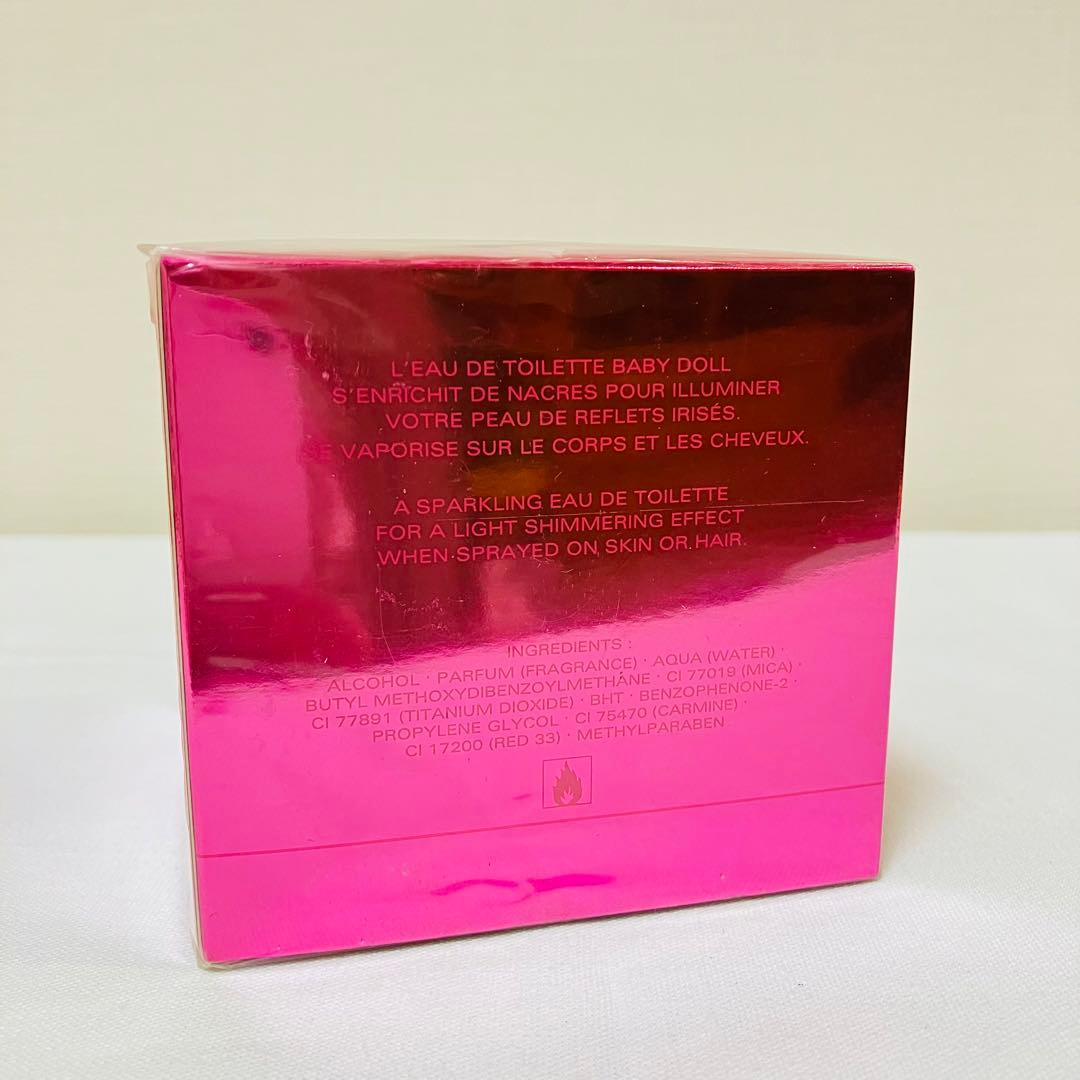 L'EAU DE TOILETTE BABY DOLL
S'ENRICHIT DE NACRES POUR ILLUMINER
VOTRE PEAU DE REFLETS IRISÉS.
SE VAPORISE SUR LE CORPS ET LES CHEVEUX.
A SPARKLING EAU DE TOILETTE
FOR A LIGHT SHIMMERING EFFECT
WHEN SPRAYED ON SKIN OR HAIR.
INGREDIENTS :
ALCOHOL · PARFUM (FRAGRANCE) · AQUA (WATER) ·
BUTYL METHOXYDIBENZOYLMETHANE · CI 77019 (MICA) ·
CI 77891 (TITANIUM DIOXIDE) · BHT · BENZOPHENONE-2 ·
PROPYLENE GLYCOL · CI 75470 (CARMINE) ·
CI 17200 (RED 33) · METHYLPARABEN